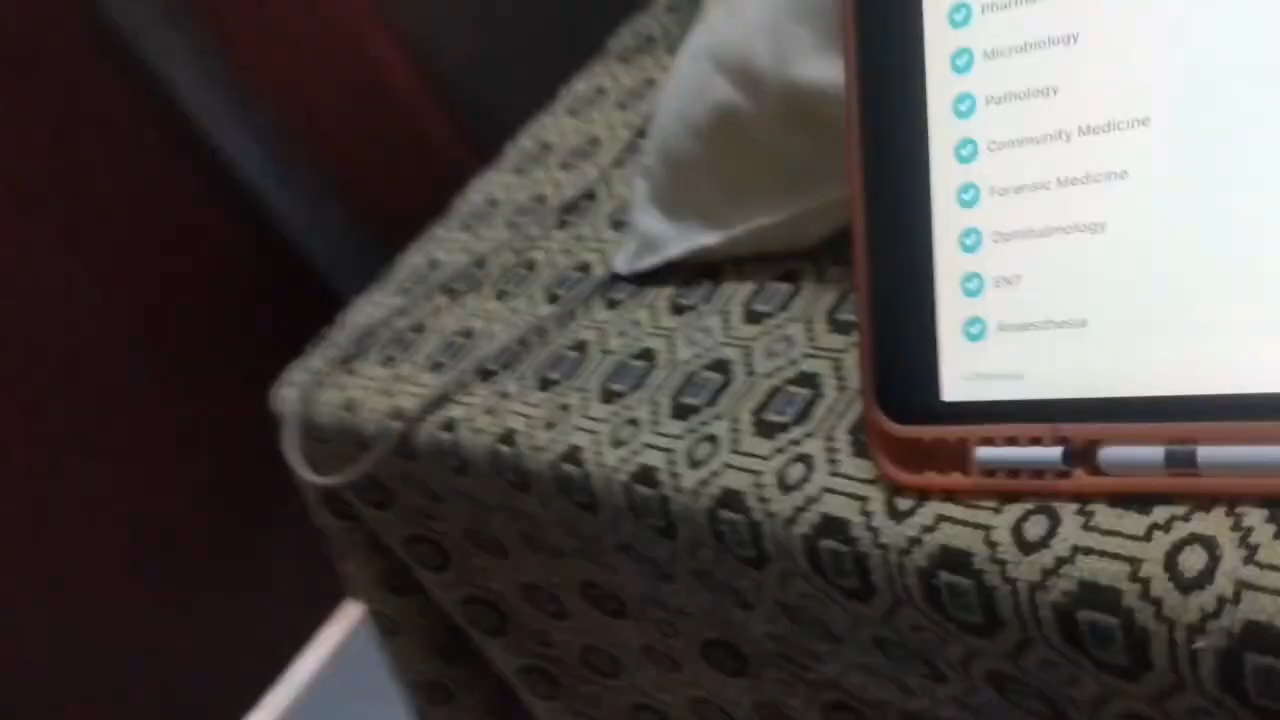 Microbiology
Pathology
Community Medicine
Forensic Medicine
Ophthalmology
ENT
Anaesthesia